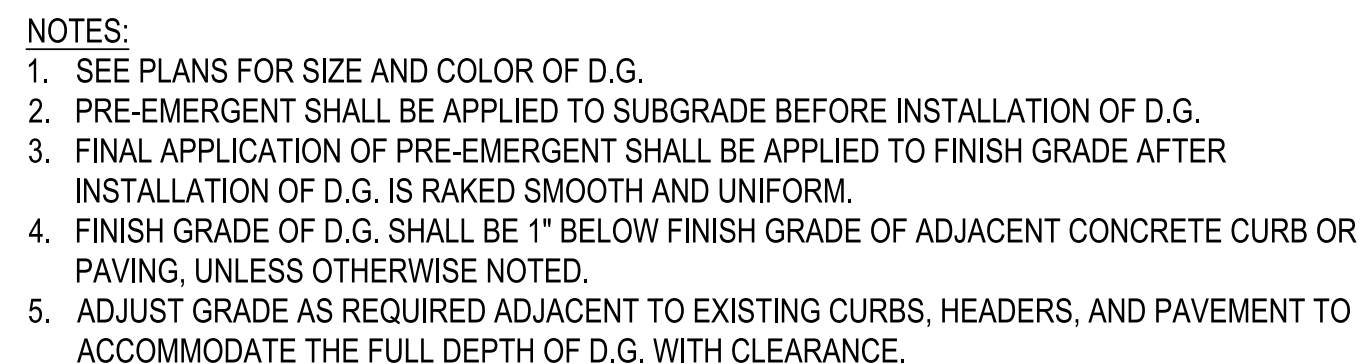 NOTES:
1. SEE PLANS FOR SIZE AND COLOR OF D.G.
2. PRE-EMERGENT SHALL BE APPLIED TO SUBGRADE BEFORE INSTALLATION OF D.G.
3. FINAL APPLICATION OF PRE-EMERGENT SHALL BE APPLIED TO FINISH GRADE AFTER
INSTALLATION OF D.G. IS RAKED SMOOTH AND UNIFORM.
4. FINISH GRADE OF D.G. SHALL BE 1" BELOW FINISH GRADE OF ADJACENT CONCRETE CURB OR
PAVING, UNLESS OTHERWISE NOTED.
5. ADJUST GRADE AS REQUIRED ADJACENT TO EXISTING CURBS, HEADERS, AND PAVEMENT TO
ACCOMMODATE THE FULL DEPTH OF D.G. WITH CLEARANCE.